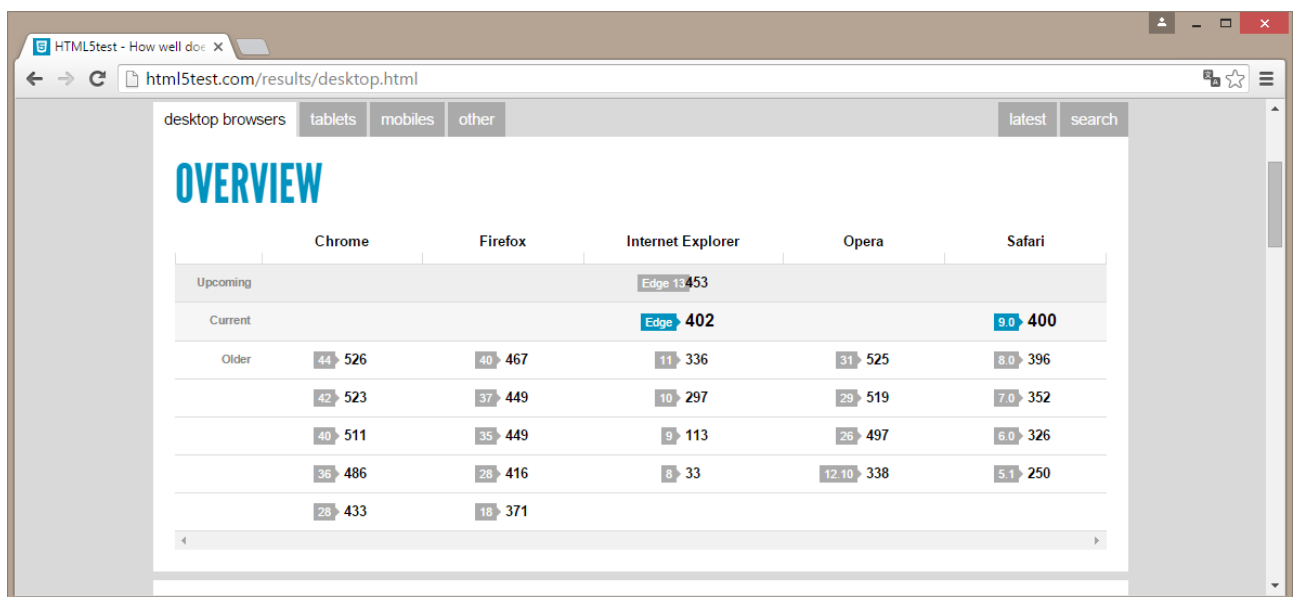 HTML5test - How well doe
html5test.com/results/desktop.html
desktop browsers tablets mobiles other latest search
OVERVIEW
Chrome Firefox Internet Explorer Opera Safari
Upcoming Edge 13 453
Current Edge 402 9.0 400
Older 44 526 40 467 11 336 31 525 8.0 396
42 523 37 449 10 297 29 519 7.0 352
40 511 35 449 9 113 26 497 6.0 326
36 486 28 416 8 33 12.10 338 5.1 250
28 433 18 371